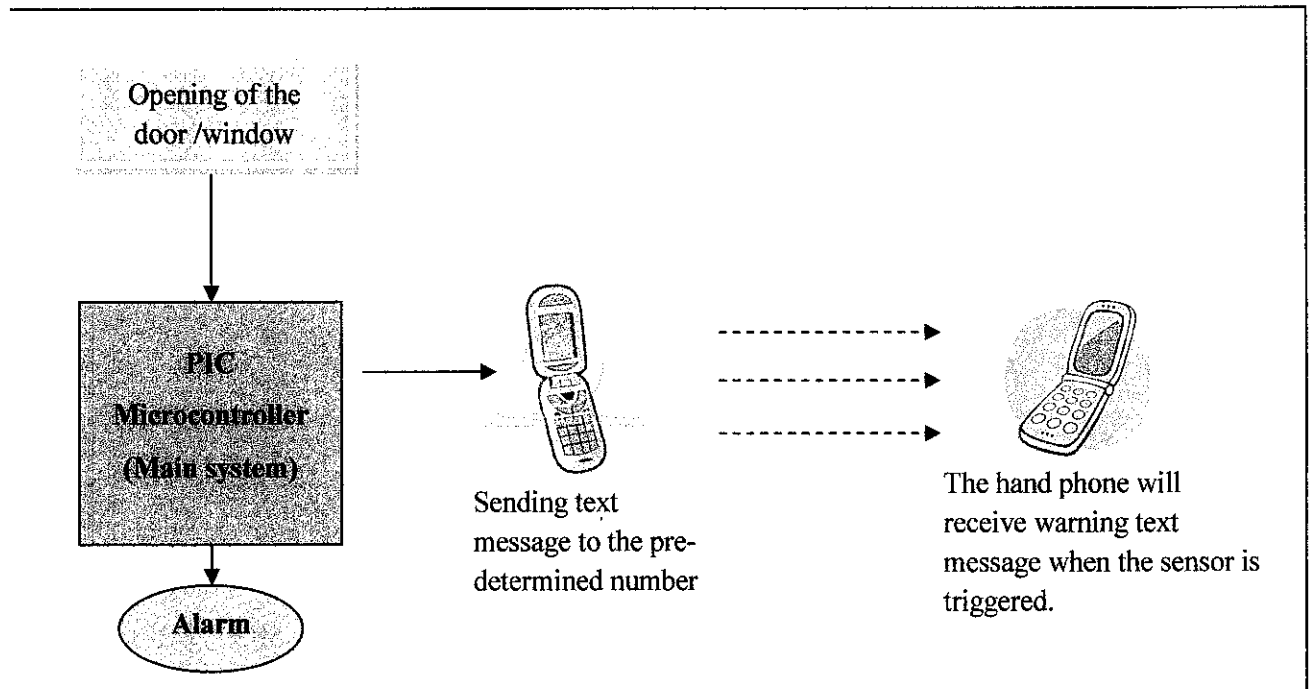 Opening of the
door /window
PIC
Microcontroller
(Main system)
Alarm
Sending text
message to the pre-
determined number
The hand phone will
receive warning text
message when the sensor is
triggered.